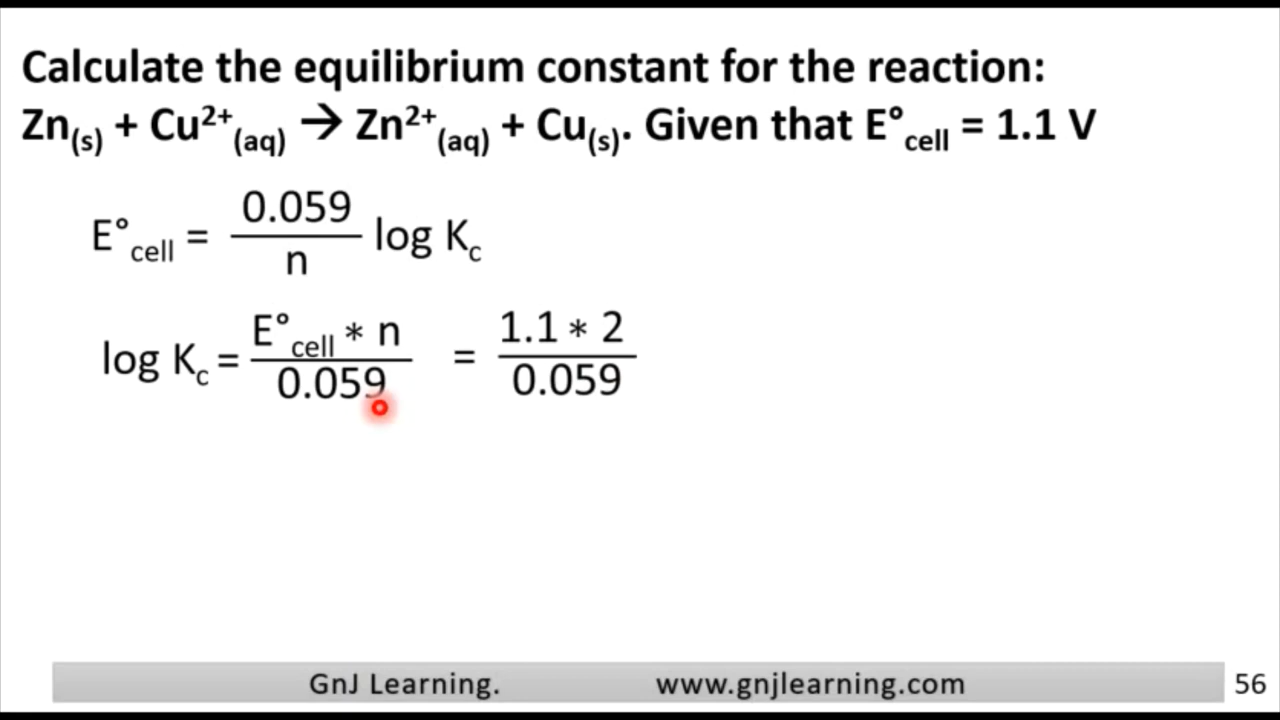 Calculate the equilibrium constant for the reaction:
Zn(s) + Cu²⁺(aq) → Zn²⁺(aq) + Cu(s). Given that E°cell = 1.1 V
E°cell = 0.059 / n log Kc
log Kc = E°cell * n / 0.059 = 1.1 * 2 / 0.059
GnJ Learning. www.gnjlearning.com 56